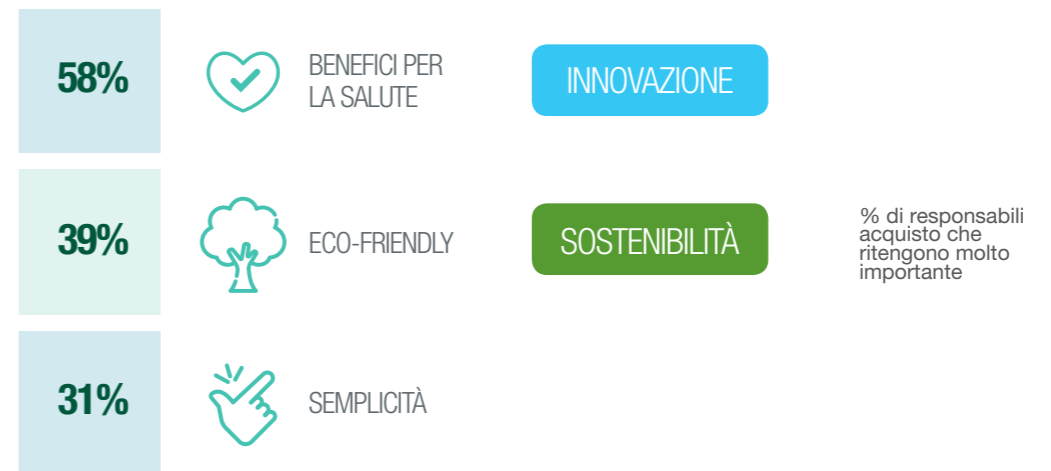 58%
BENEFICI PER
LA SALUTE
INNOVAZIONE
39%
ECO-FRIENDLY
SOSTENIBILITÀ
% di responsabili
acquisto che
ritengono molto
importante
31%
SEMPLICITÀ